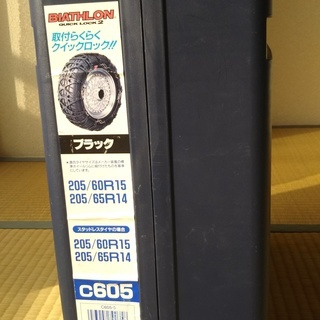 BIATHLON
QUICK LOCK 2
取付らくらく
クイックロック!!
ブラック
205/60R15
205/65R14
スタッドレスタイヤの場合
205/60R15
205/65R14
C605